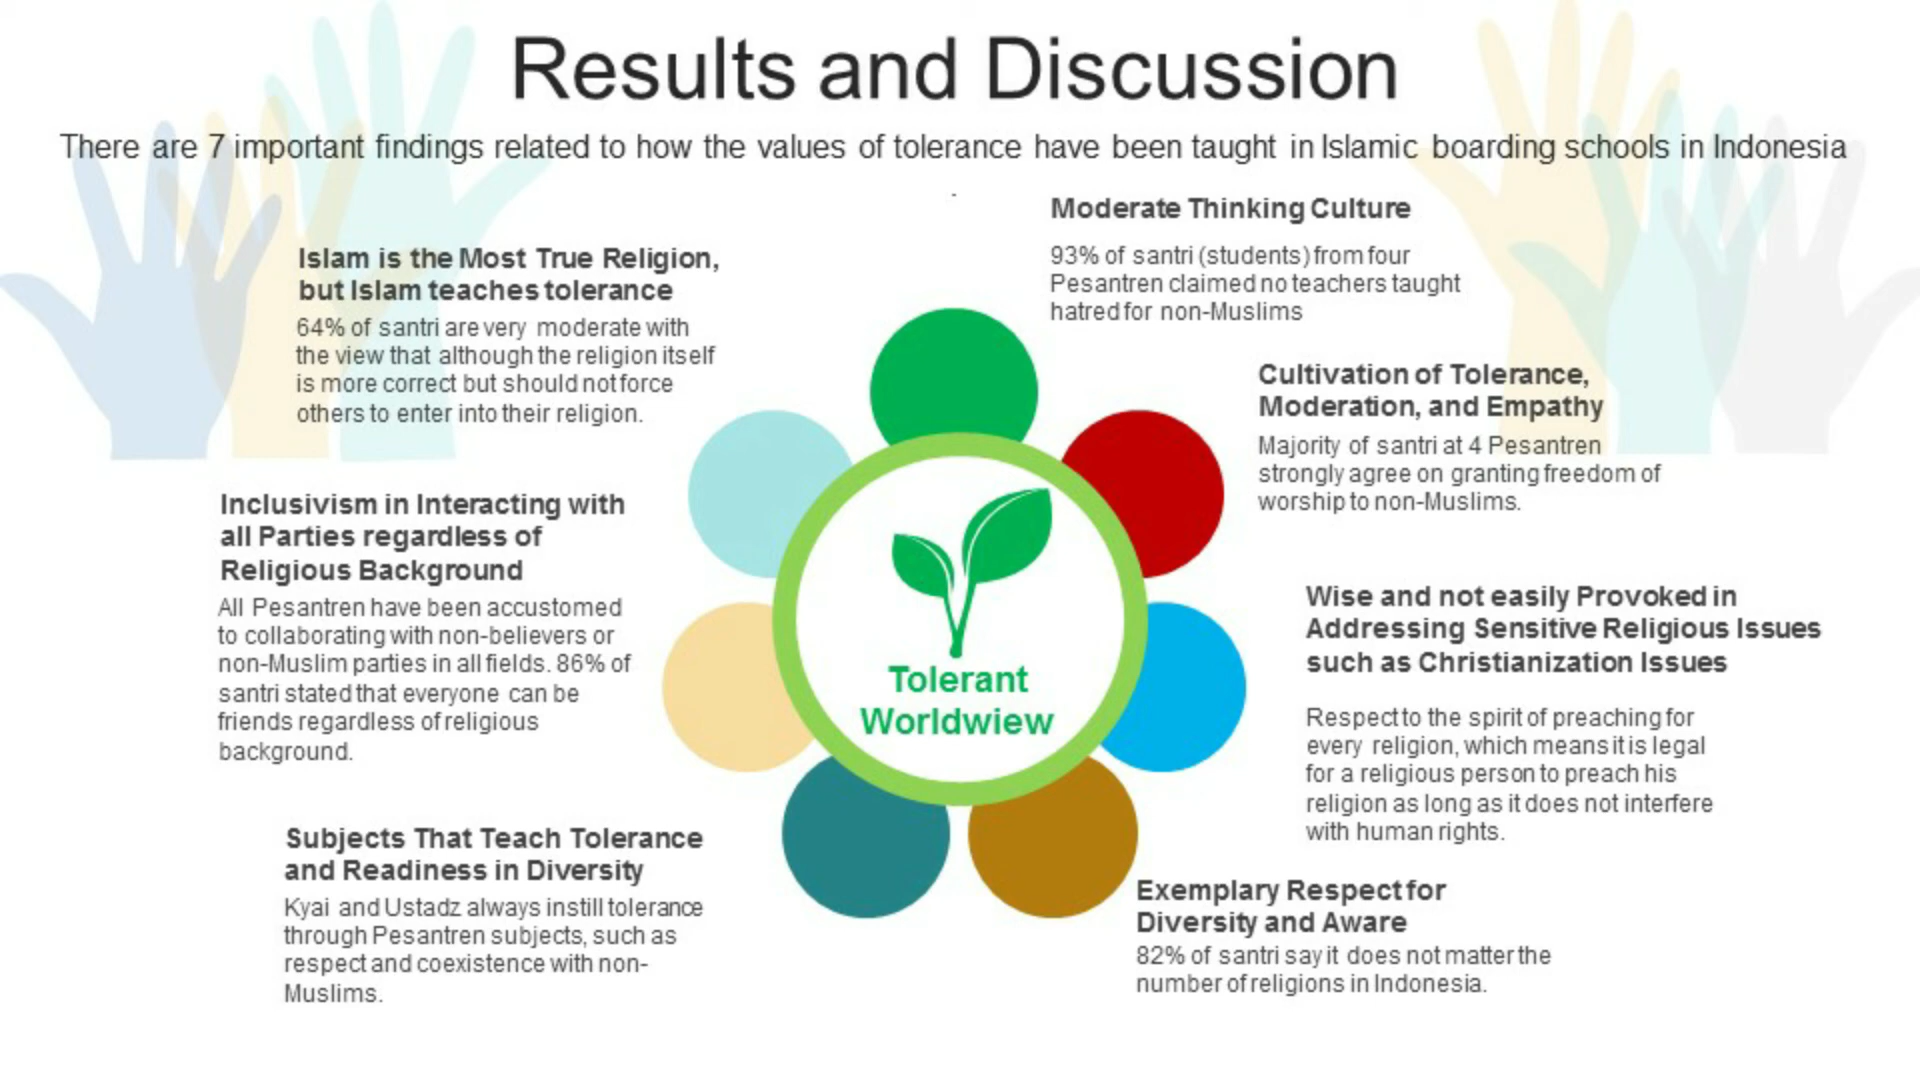 Results and Discussion
There are 7 important findings related to how the values of tolerance have been taught in Islamic boarding schools in Indonesia
.
Moderate Thinking Culture
93% of santri (students) from four
Pesantren claimed no teachers taught
hatred for non-Muslims
Islam is the Most True Religion,
but Islam teaches tolerance
64% of santri are very moderate with
the view that although the religion itself
is more correct but should not force
others to enter into their religion.
Cultivation of Tolerance,
Moderation, and Empathy
Majority of santri at 4 Pesantren
strongly agree on granting freedom of
worship to non-Muslims.
Inclusivism in Interacting with
all Parties regardless of
Religious Background
All Pesantren have been accustomed
to collaborating with non-believers or
non-Muslim parties in all fields. 86% of
santri stated that everyone can be
friends regardless of religious
background.
Tolerant
Worldwiew
Wise and not easily Provoked in
Addressing Sensitive Religious Issues
such as Christianization Issues
Respect to the spirit of preaching for
every religion, which means it is legal
for a religious person to preach his
religion as long as it does not interfere
with human rights.
Subjects That Teach Tolerance
and Readiness in Diversity
Kyai and Ustadz always instill tolerance
through Pesantren subjects, such as
respect and coexistence with non-
Muslims.
Exemplary Respect for
Diversity and Aware
82% of santri say it does not matter the
number of religions in Indonesia.